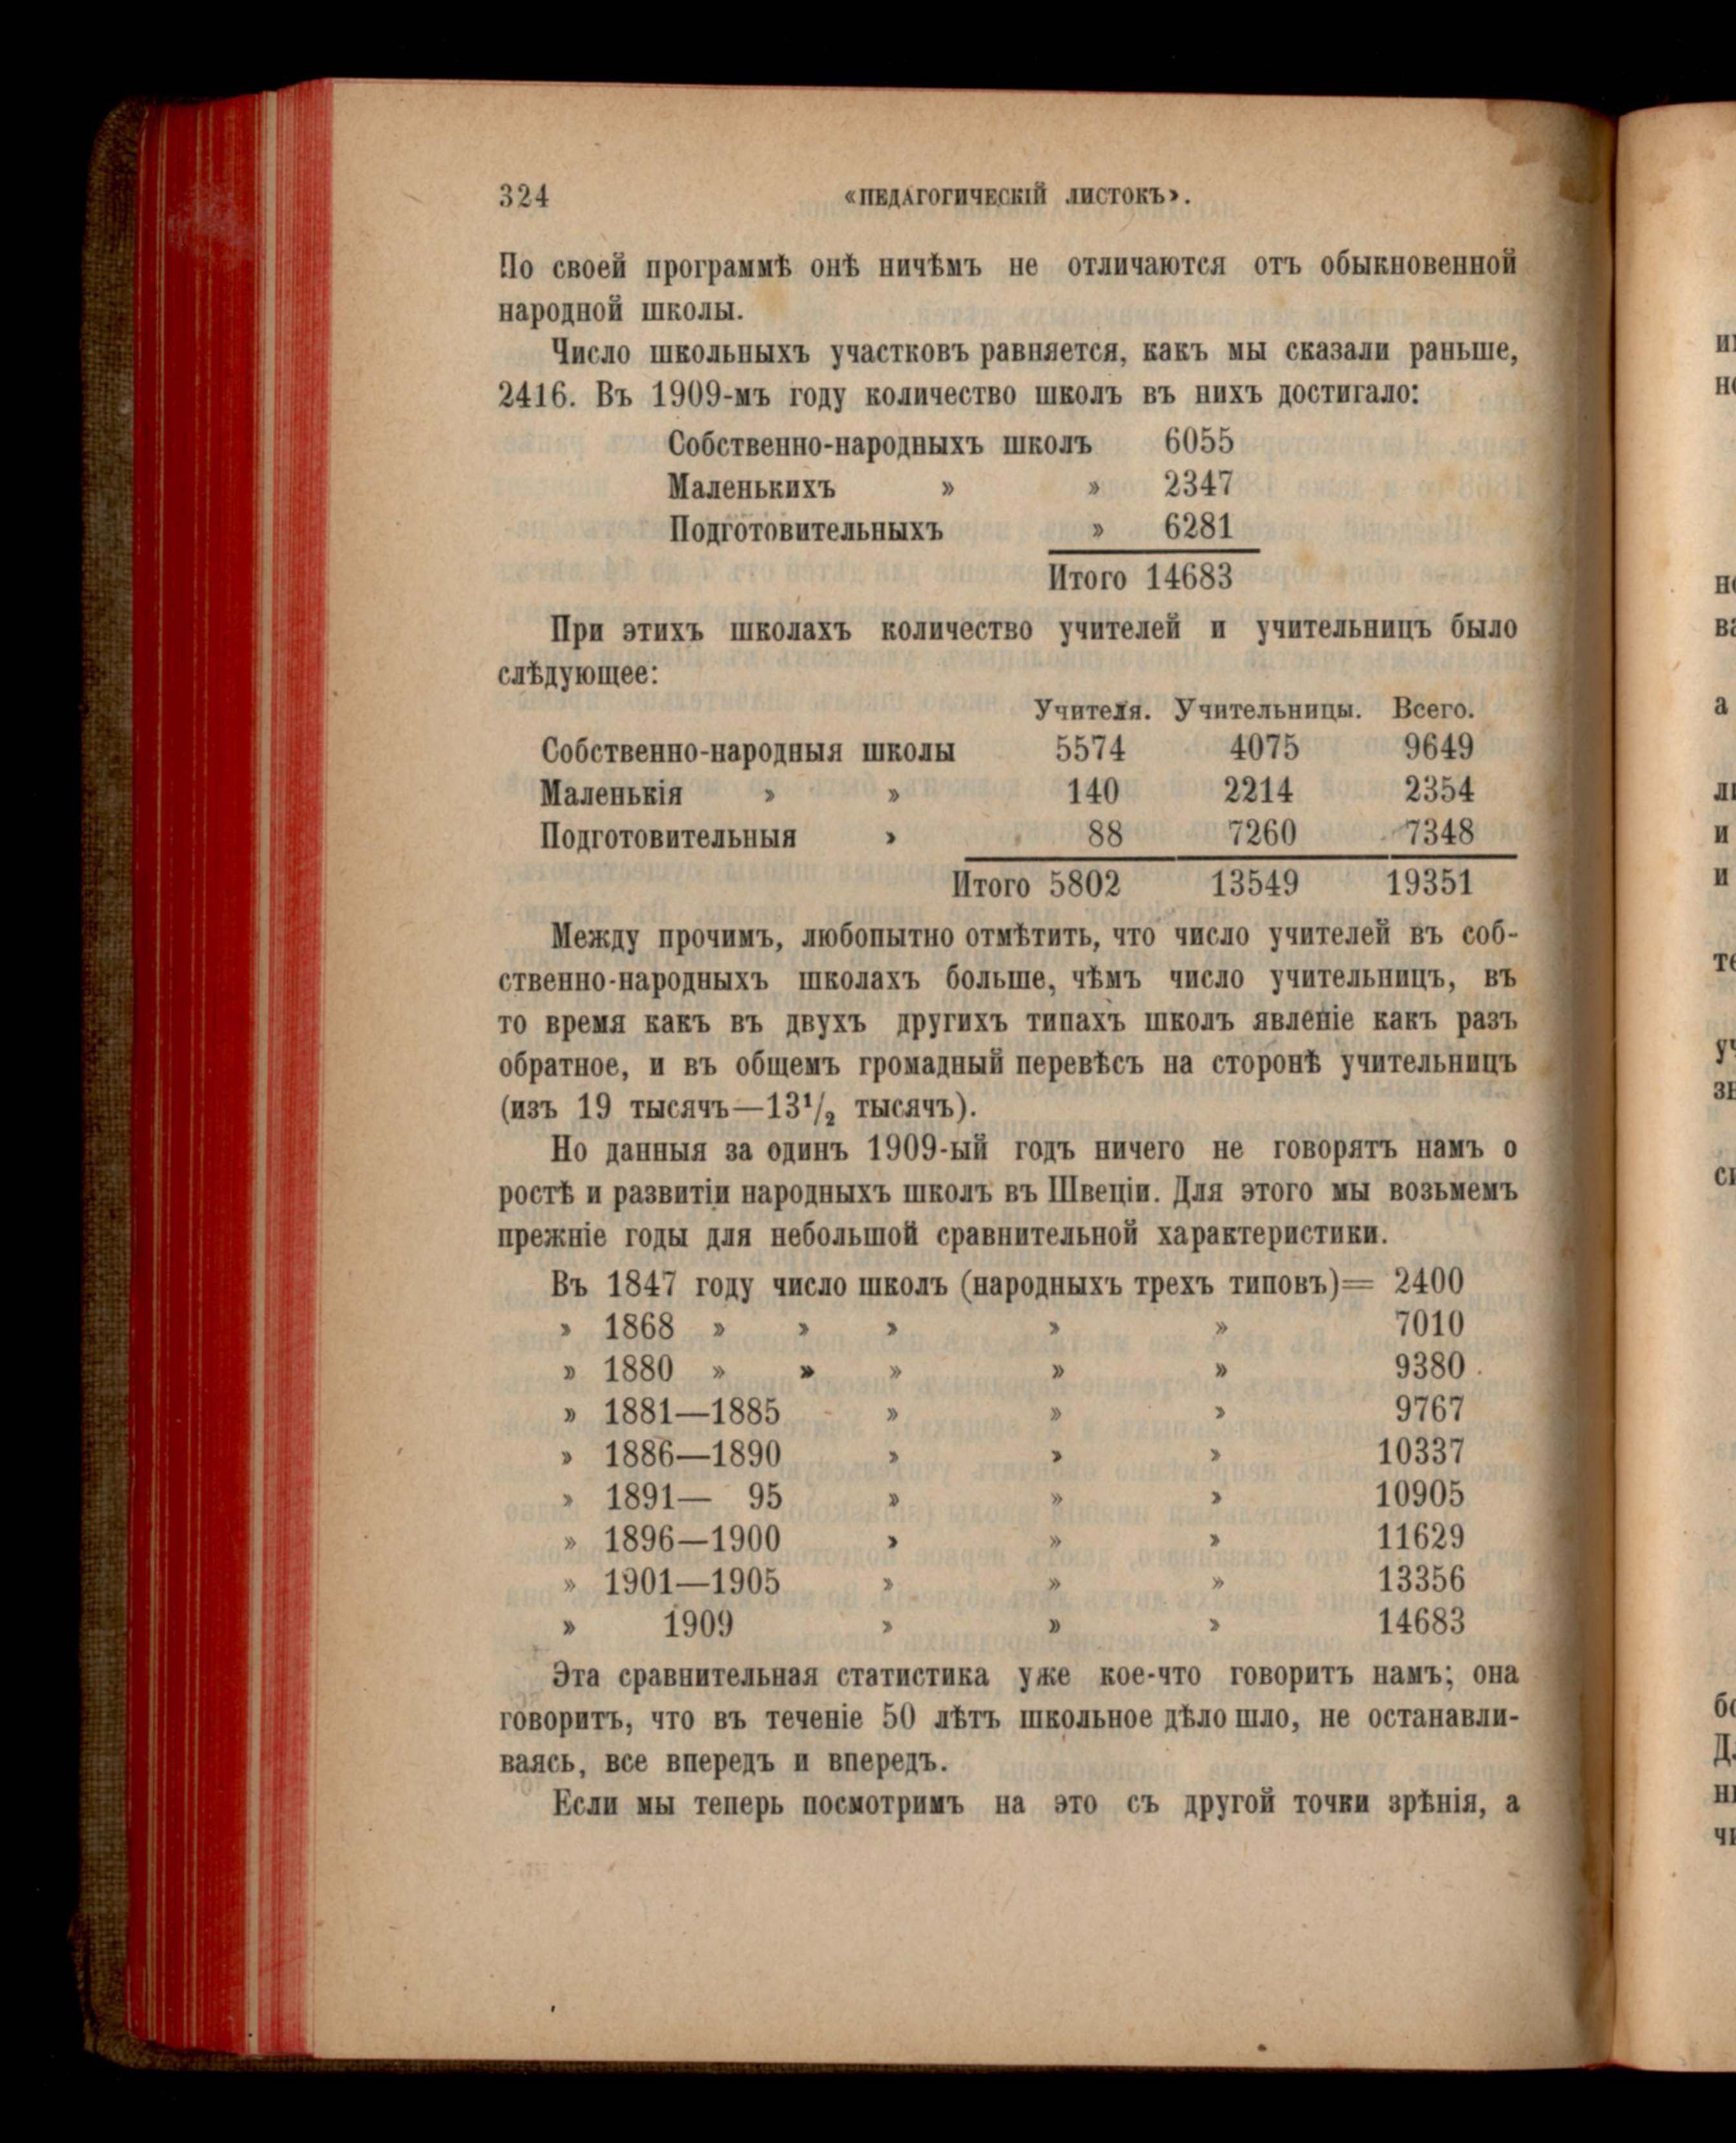 324 «ПЕДАГОГИЧЕСКІЙ ЛИСТОКЪ».
По своей программѣ онѣ ничѣмъ не отличаются отъ обыкновенной
народной школы.
Число школьныхъ участковъ равняется, какъ мы сказали раньше,
2416. Въ 1909-мъ году количество школъ въ нихъ достигало:
Собственно-народныхъ школъ 6055
Маленькихъ » » 2347
Подготовительныхъ » 6281
Итого 14683
При этихъ школахъ количество учителей и учительницъ было
слѣдующее:
Учителя. Учительницы. Всего.
Собственно-народныя школы 5574 4075 9649
Маленькія › » 140 2214 2354
Подготовительныя › 88 7260 7348
Итого 5802 13549 19351
Между прочимъ, любопытно отмѣтить, что число учителей въ соб-
ственно-народныхъ школахъ больше, чѣмъ число учительницъ, въ
то время какъ въ двухъ другихъ типахъ школъ явленіе какъ разъ
обратное, и въ общемъ громадный перевѣсъ на сторонѣ учительницъ
(изъ 19 тысячъ—13¹/₂ тысячъ).
Но данныя за одинъ 1909-ый годъ ничего не говорятъ намъ о
ростѣ и развитіи народныхъ школъ въ Швеціи. Для этого мы возьмемъ
прежніе годы для небольшой сравнительной характеристики.
Въ 1847 году число школъ (народныхъ трехъ типовъ)= 2400
› 1868 » › › › » 7010
» 1880 » » » » » 9380
» 1881—1885 » » › 9767
› 1886—1890 › › › 10337
› 1891— 95 » » › 10905
» 1896—1900 › » › 11629
» 1901—1905 › » » 13356
» 1909 › » › 14683
Эта сравнительная статистика уже кое-что говоритъ намъ; она
говоритъ, что въ теченіе 50 лѣтъ школьное дѣло шло, не останавли-
ваясь, все впередъ и впередъ.
Если мы теперь посмотримъ на это съ другой точки зрѣнія, а